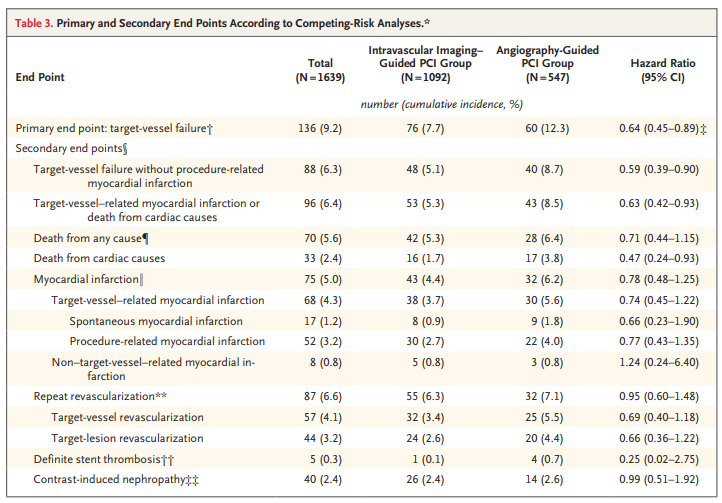 Table 3. Primary and Secondary End Points According to Competing-Risk Analyses.*
End Point Total (N=1639) Intravascular Imaging–Guided PCI Group (N=1092) Angiography-Guided PCI Group (N=547) Hazard Ratio (95% CI)
number (cumulative incidence, %)
Primary end point: target-vessel failure† 136 (9.2) 76 (7.7) 60 (12.3) 0.64 (0.45–0.89)‡
Secondary end points§
Target-vessel failure without procedure-related 88 (6.3) 48 (5.1) 40 (8.7) 0.59 (0.39–0.90)
myocardial infarction
Target-vessel–related myocardial infarction or 96 (6.4) 53 (5.3) 43 (8.5) 0.63 (0.42–0.93)
death from cardiac causes
Death from any cause¶ 70 (5.6) 42 (5.3) 28 (6.4) 0.71 (0.44–1.15)
Death from cardiac causes 33 (2.4) 16 (1.7) 17 (3.8) 0.47 (0.24–0.93)
Myocardial infarction‖ 75 (5.0) 43 (4.4) 32 (6.2) 0.78 (0.48–1.25)
Target-vessel–related myocardial infarction 68 (4.3) 38 (3.7) 30 (5.6) 0.74 (0.45–1.22)
Spontaneous myocardial infarction 17 (1.2) 8 (0.9) 9 (1.8) 0.66 (0.23–1.90)
Procedure-related myocardial infarction 52 (3.2) 30 (2.7) 22 (4.0) 0.77 (0.43–1.35)
Non–target-vessel–related myocardial in- 8 (0.8) 5 (0.8) 3 (0.8) 1.24 (0.24–6.40)
farction
Repeat revascularization** 87 (6.6) 55 (6.3) 32 (7.1) 0.95 (0.60–1.48)
Target-vessel revascularization 57 (4.1) 32 (3.4) 25 (5.5) 0.69 (0.40–1.18)
Target-lesion revascularization 44 (3.2) 24 (2.6) 20 (4.4) 0.66 (0.36–1.22)
Definite stent thrombosis†† 5 (0.3) 1 (0.1) 4 (0.7) 0.25 (0.02–2.75)
Contrast-induced nephropathy‡‡ 40 (2.4) 26 (2.4) 14 (2.6) 0.99 (0.51–1.92)